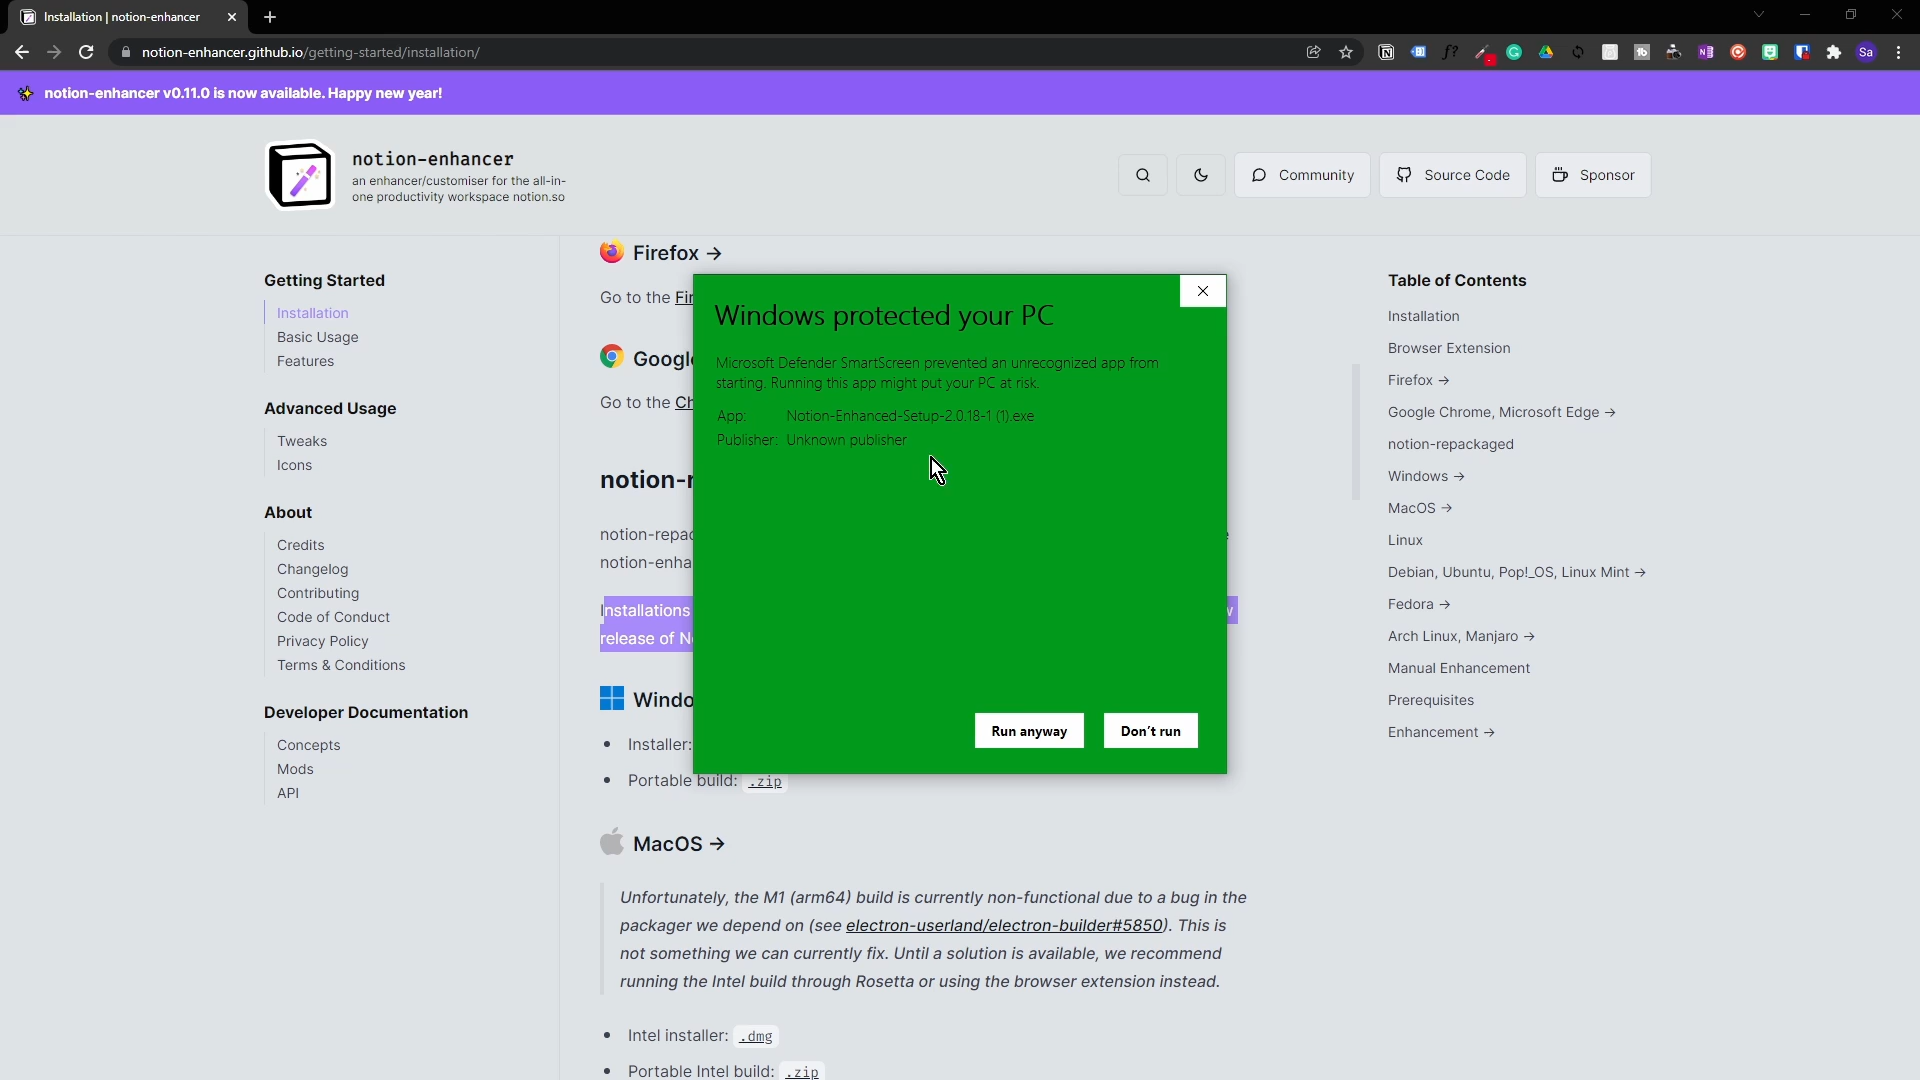 Installation | notion-enhancer
notion-enhancer.github.io/getting-started/installation/
Sa
notion-enhancer v0.11.0 is now available. Happy new year!
notion-enhancer
an enhancer/customiser for the all-in-
one productivity workspace notion.so
Community
Source Code
Sponsor
Getting Started
Installation
Basic Usage
Features
Advanced Usage
Tweaks
Icons
About
Credits
Changelog
Contributing
Code of Conduct
Privacy Policy
Terms & Conditions
Developer Documentation
Concepts
Mods
API
Firefox →
Go to the
Go to the
notion-
Installations
release of
Installer:
Portable build: .zip
MacOS →
Unfortunately, the M1 (arm64) build is currently non-functional due to a bug in the
packager we depend on (see electron-userland/electron-builder#5850). This is
not something we can currently fix. Until a solution is available, we recommend
running the Intel build through Rosetta or using the browser extension instead.
Intel installer: .dmg
Portable Intel build: .zip
Windows protected your PC
Microsoft Defender SmartScreen prevented an unrecognized app from
starting. Running this app might put your PC at risk.
App: Notion-Enhanced-Setup-2.0.18-1 (1).exe
Publisher: Unknown publisher
Run anyway
Don't run
Table of Contents
Installation
Browser Extension
Firefox →
Google Chrome, Microsoft Edge →
notion-repackaged
Windows →
MacOS →
Linux
Debian, Ubuntu, Pop!_OS, Linux Mint →
Fedora →
Arch Linux, Manjaro →
Manual Enhancement
Prerequisites
Enhancement →